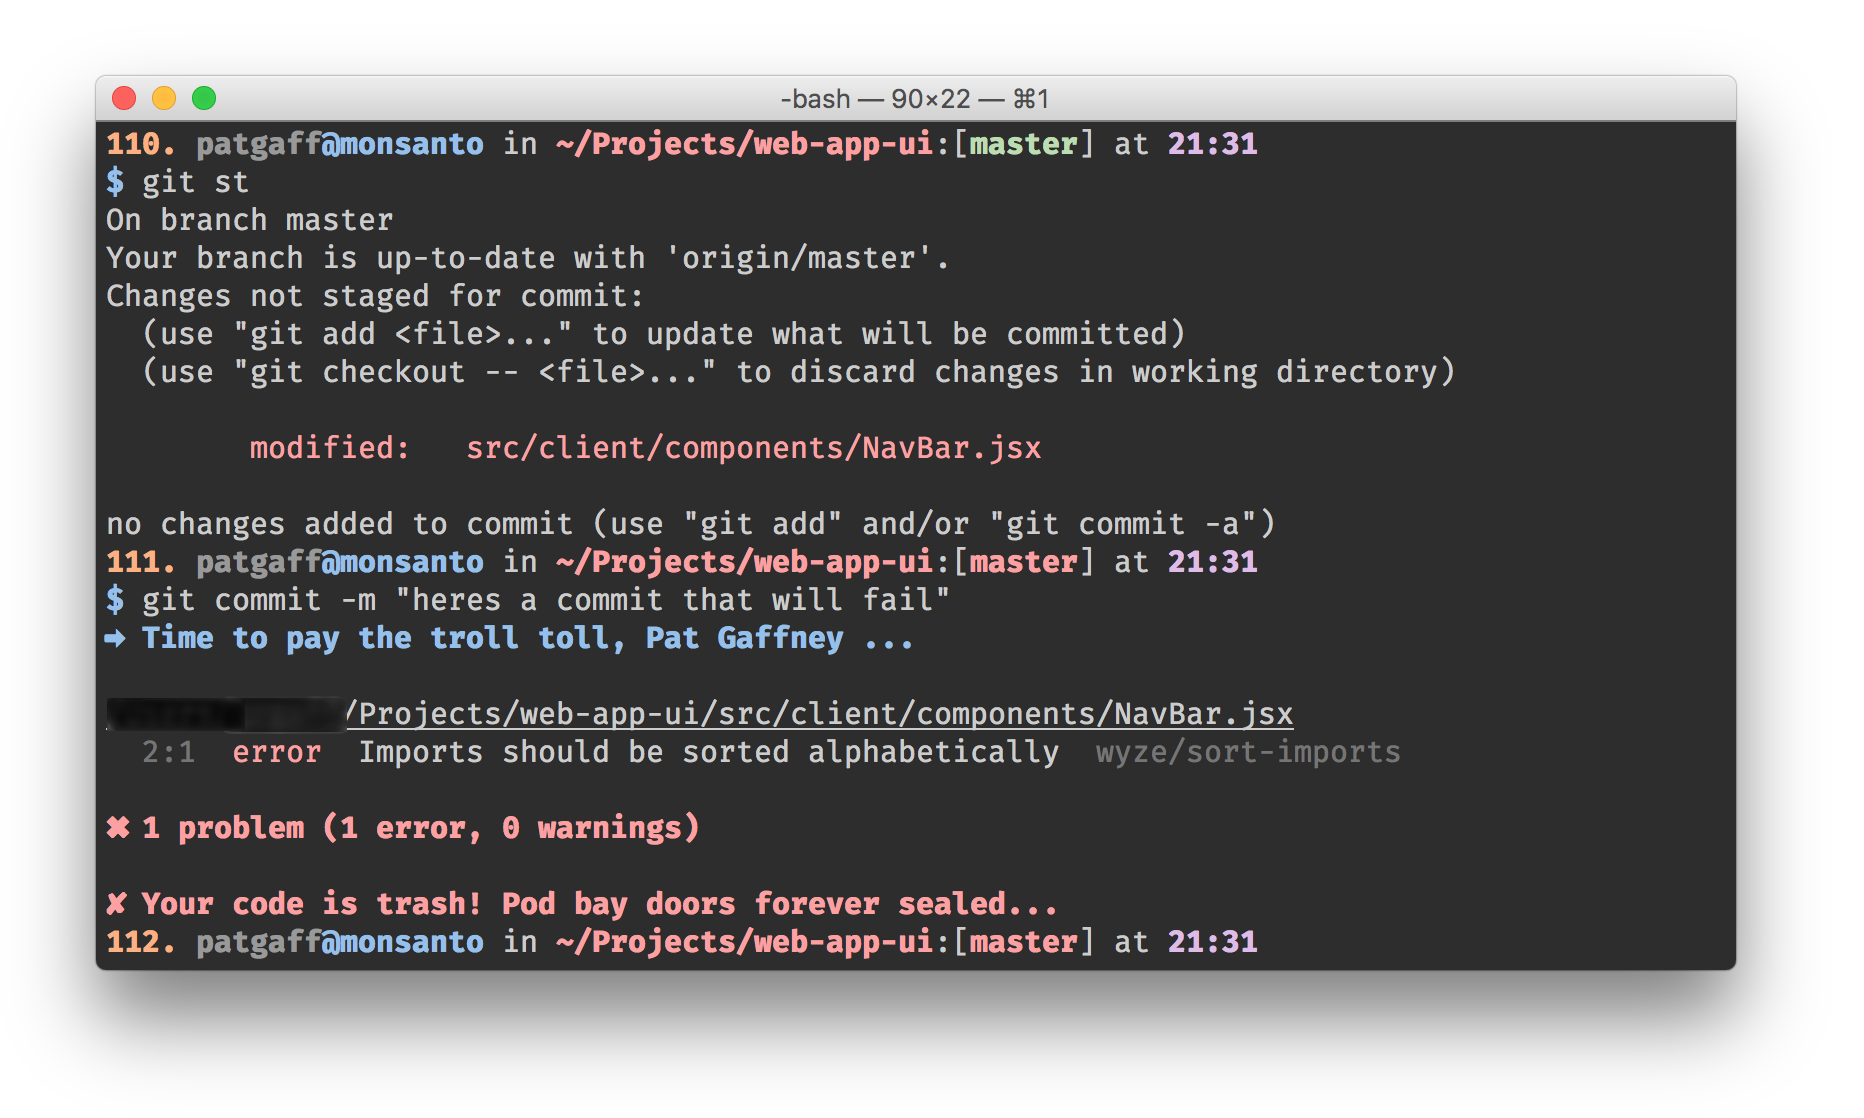 -bash — 90×22 — ⌘1
110. patgaff@monsanto in ~/Projects/web-app-ui:[master] at 21:31
$ git st
On branch master
Your branch is up-to-date with 'origin/master'.
Changes not staged for commit:
  (use "git add <file>..." to update what will be committed)
  (use "git checkout -- <file>..." to discard changes in working directory)
        modified:   src/client/components/NavBar.jsx
no changes added to commit (use "git add" and/or "git commit -a")
111. patgaff@monsanto in ~/Projects/web-app-ui:[master] at 21:31
$ git commit -m "heres a commit that will fail"
➡ Time to pay the troll toll, Pat Gaffney ...
/Projects/web-app-ui/src/client/components/NavBar.jsx
  2:1  error  Imports should be sorted alphabetically  wyze/sort-imports
✖ 1 problem (1 error, 0 warnings)
✘ Your code is trash! Pod bay doors forever sealed...
112. patgaff@monsanto in ~/Projects/web-app-ui:[master] at 21:31